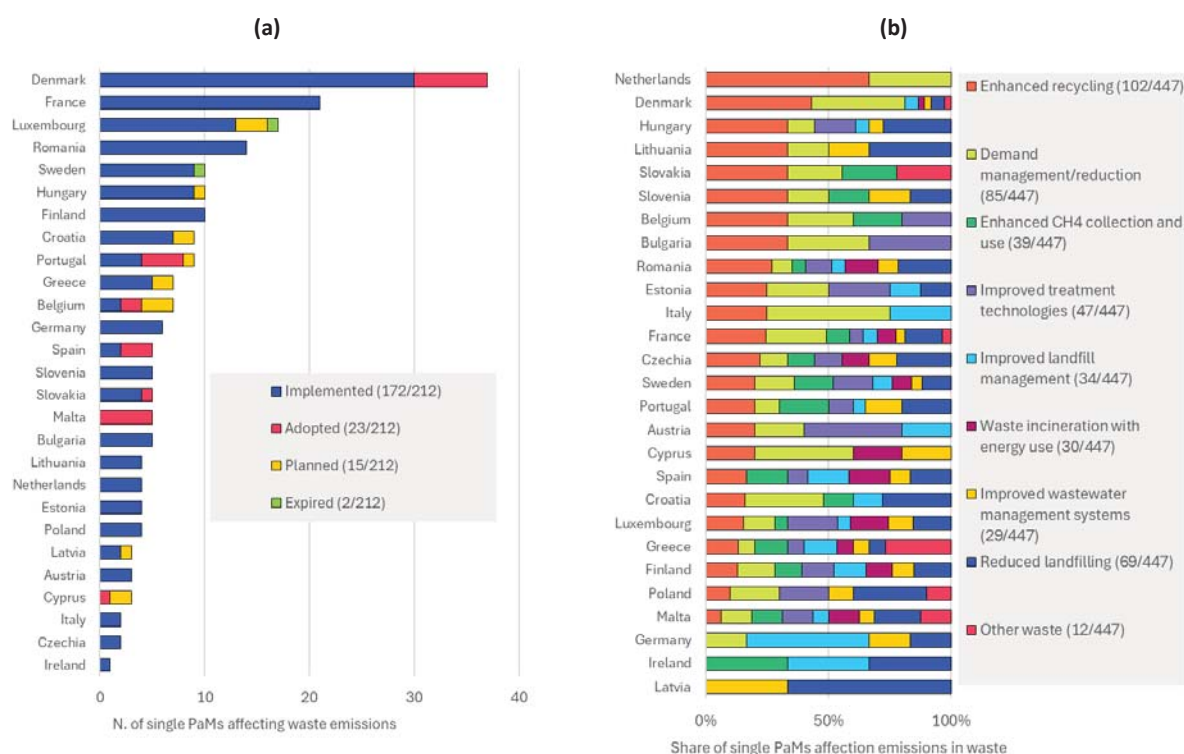 (a)
Denmark
France
Luxembourg
Romania
Sweden
Hungary
Finland
Croatia
Portugal
Greece
Belgium
Germany
Spain
Slovenia
Slovakia
Malta
Bulgaria
Lithuania
Netherlands
Estonia
Poland
Latvia
Austria
Cyprus
Italy
Czechia
Ireland
Implemented (172/212)
Adopted (23/212)
Planned (15/212)
Expired (2/212)
0 10 20 30 40
N. of single PaMs affecting waste emissions
(b)
Netherlands
Denmark
Hungary
Lithuania
Slovakia
Slovenia
Belgium
Bulgaria
Romania
Estonia
Italy
France
Czechia
Sweden
Portugal
Austria
Cyprus
Spain
Croatia
Luxembourg
Greece
Finland
Poland
Malta
Germany
Ireland
Latvia
0% 50% 100%
Share of single PaMs affection emissions in waste
Enhanced recycling (102/447)
Demand
management/reduction
(85/447)
Enhanced CH4 collection and
use (39/447)
Improved treatment
technologies (47/447)
Improved landfill
management (34/447)
Waste incineration with
energy use (30/447)
Improved wastewater
management systems
(29/447)
Reduced landfilling (69/447)
Other waste (12/447)